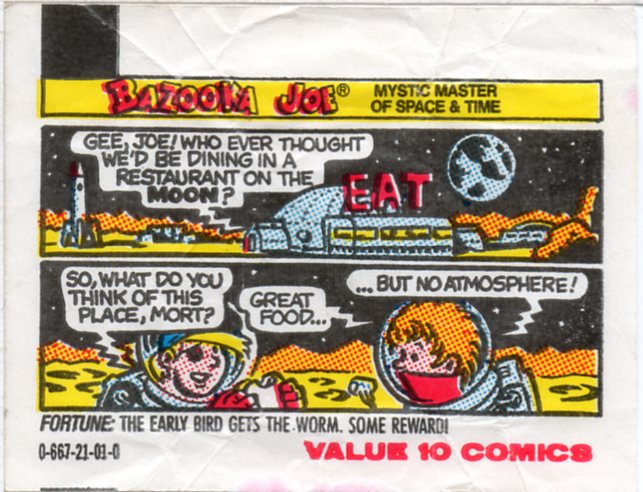 BAZOOKA JOE®
MYSTIC MASTER
OF SPACE & TIME
GEE, JOE! WHO EVER THOUGHT
WE'D BE DINING IN A
RESTAURANT ON THE
MOON?
EAT
SO, WHAT DO YOU
THINK OF THIS
PLACE, MORT?
GREAT
FOOD...
... BUT NO ATMOSPHERE!
FORTUNE: THE EARLY BIRD GETS THE WORM. SOME REWARD!
0-667-21-03-0
VALUE 10 COMICS